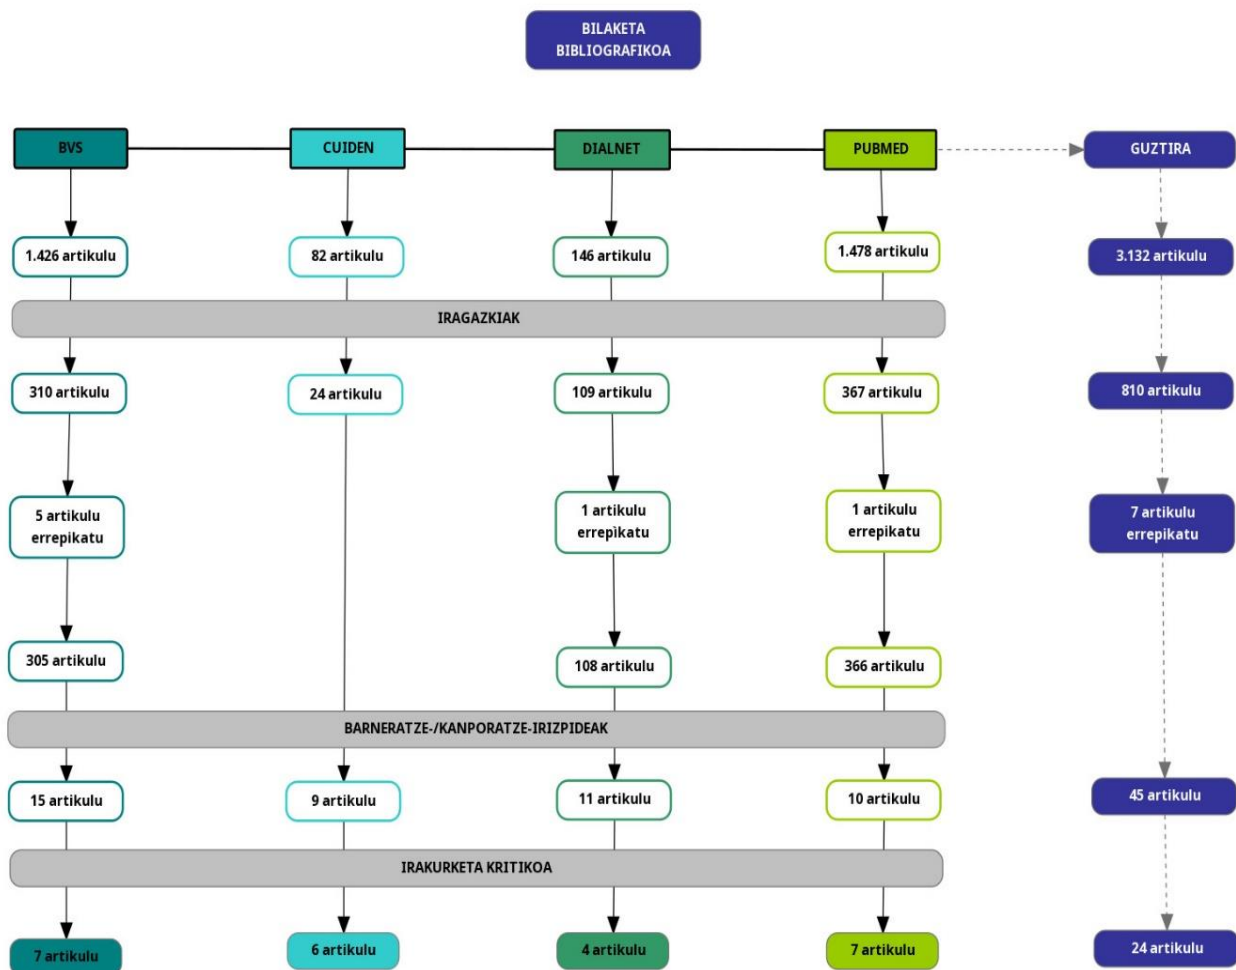 BILAKETA
BIBLIOGRAFIKOA
BVS
CUIDEN
DIALNET
PUBMED
GUZTIRA
1.426 artikulu
82 artikulu
146 artikulu
1.478 artikulu
3.132 artikulu
IRAGAZKIAK
310 artikulu
24 artikulu
109 artikulu
367 artikulu
810 artikulu
5 artikulu
errepikatu
1 artikulu
errepìkatu
1 artikulu
errepikatu
7 artikulu
errepikatu
305 artikulu
108 artikulu
366 artikulu
BARNERATZE-/KANPORATZE-IRIZPIDEAK
15 artikulu
9 artikulu
11 artikulu
10 artikulu
45 artikulu
IRAKURKETA KRITIKOA
7 artikulu
6 artikulu
4 artikulu
7 artikulu
24 artikulu